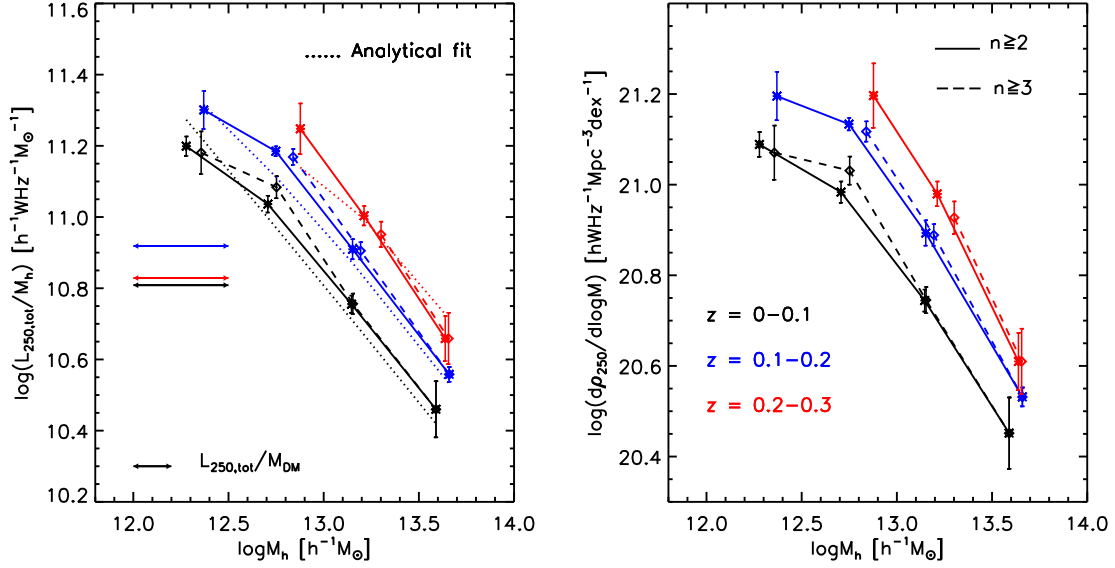 11.6
11.4
11.2
11.0
10.8
10.6
10.4
10.2
log(L₂₅₀,ₜₒₜ/Mₕ) [h⁻¹WHz⁻¹M☉⁻¹]
Analytical fit
L₂₅₀,ₜₒₜ/M_DM
12.0 12.5 13.0 13.5 14.0
logMₕ [h⁻¹M☉]
21.2
21.0
20.8
20.6
20.4
log(dρ₂₅₀/dlogM) [hWHz⁻¹Mpc⁻³dex⁻¹]
n≧2
n≧3
z = 0−0.1
z = 0.1−0.2
z = 0.2−0.3
12.0 12.5 13.0 13.5 14.0
logMₕ [h⁻¹M☉]